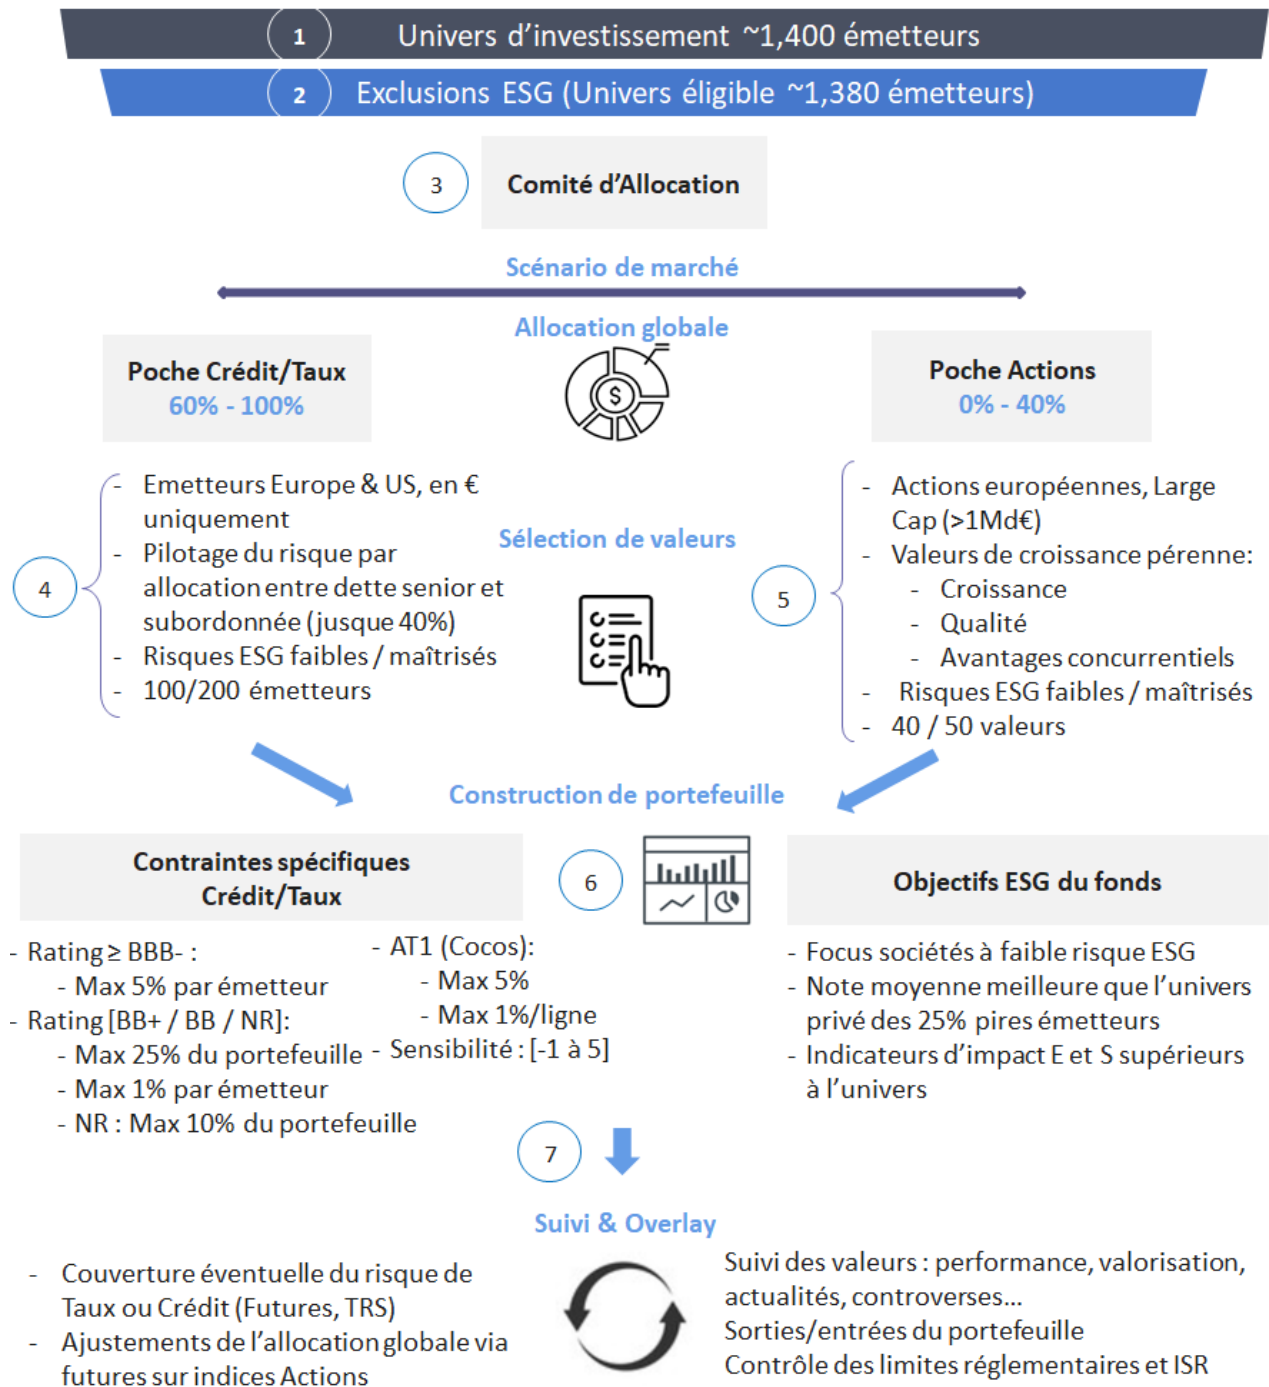 1 Univers d’investissement ~1,400 émetteurs
2 Exclusions ESG (Univers éligible ~1,380 émetteurs)
3 Comité d’Allocation
Scénario de marché
Allocation globale
Poche Crédit/Taux
60% - 100%
$
Poche Actions
0% - 40%
4
- Emetteurs Europe & US, en €
uniquement
- Pilotage du risque par
allocation entre dette senior et
subordonnée (jusque 40%)
- Risques ESG faibles / maîtrisés
- 100/200 émetteurs
Sélection de valeurs
5
- Actions européennes, Large
Cap (>1Md€)
- Valeurs de croissance pérenne:
- Croissance
- Qualité
- Avantages concurrentiels
- Risques ESG faibles / maîtrisés
- 40 / 50 valeurs
Construction de portefeuille
6
Contraintes spécifiques
Crédit/Taux
- Rating ≥ BBB- :
- Max 5% par émetteur
- Rating [BB+ / BB / NR]:
- Max 25% du portefeuille
- Max 1% par émetteur
- NR : Max 10% du portefeuille
- AT1 (Cocos):
- Max 5%
- Max 1%/ligne
- Sensibilité : [-1 à 5]
Objectifs ESG du fonds
- Focus sociétés à faible risque ESG
- Note moyenne meilleure que l’univers
privé des 25% pires émetteurs
- Indicateurs d’impact E et S supérieurs
à l’univers
7
Suivi & Overlay
- Couverture éventuelle du risque de
Taux ou Crédit (Futures, TRS)
- Ajustements de l’allocation globale via
futures sur indices Actions
Suivi des valeurs : performance, valorisation,
actualités, controverses...
Sorties/entrées du portefeuille
Contrôle des limites réglementaires et ISR